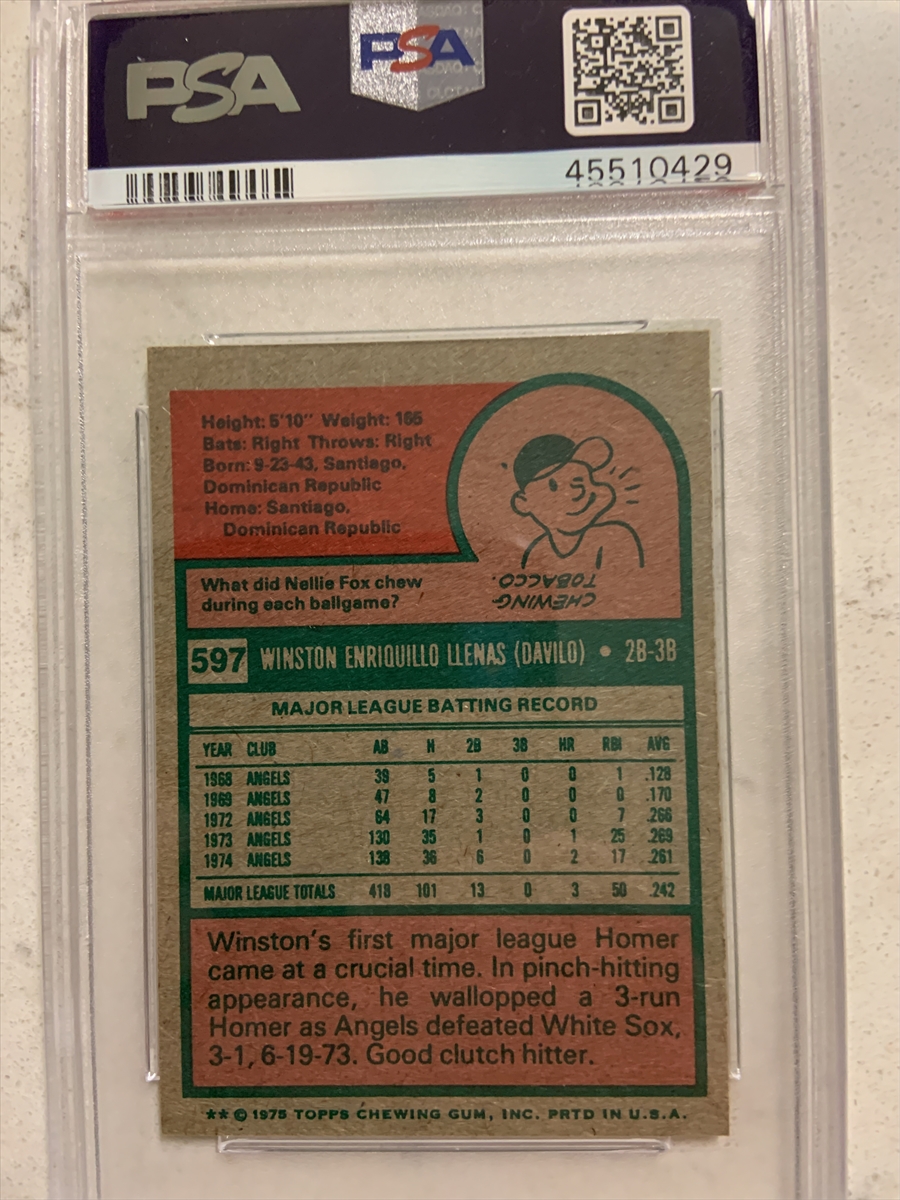 PSA
PSA
45510429
Height: 5'10" Weight: 165
Bats: Right Throws: Right
Born: 9-23-43, Santiago,
Dominican Republic
Home: Santiago,
Dominican Republic
What did Nellie Fox chew
during each ballgame?
CHEWING
TOBACCO.
597 WINSTON ENRIQUILLO LLENAS (DAVILO) • 2B-3B
MAJOR LEAGUE BATTING RECORD
YEAR CLUB AB H 2B 3B HR RBI AVG
1968 ANGELS 39 5 1 0 0 1 .128
1969 ANGELS 47 8 2 0 0 0 .170
1972 ANGELS 64 17 3 0 0 7 .266
1973 ANGELS 130 35 1 0 1 25 .269
1974 ANGELS 138 36 6 0 2 17 .261
MAJOR LEAGUE TOTALS 418 101 13 0 3 50 .242
Winston's first major league Homer
came at a crucial time. In pinch-hitting
appearance, he wallopped a 3-run
Homer as Angels defeated White Sox,
3-1, 6-19-73. Good clutch hitter.
** © 1975 TOPPS CHEWING GUM, INC. PRTD IN U.S.A.